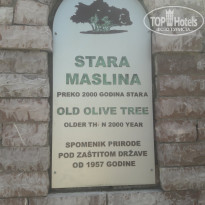 TOP Hotels
STARA
MASLINA
PREKO 2000 GODINA STARA
OLD OLIVE TREE
OLDER TH N 2000 YEAR
SPOMENIK PRIRODE
POD ZAŠTITOM DRŽAVE
OD 1957 GODINE